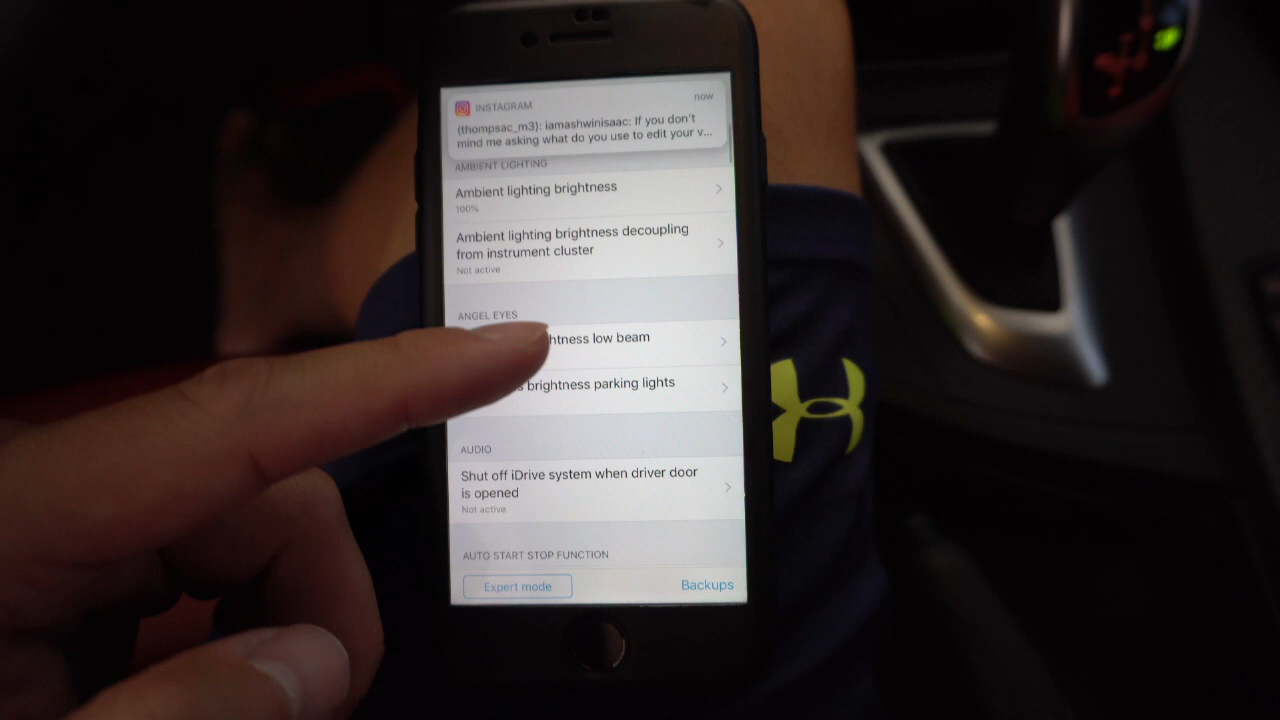 INSTAGRAM
now
(thompsac_m3): iamashwinisaac: If you don't
mind me asking what do you use to edit your v...
AMBIENT LIGHTING
Ambient lighting brightness
100%
Ambient lighting brightness decoupling
from instrument cluster
Not active
ANGEL EYES
htness low beam
s brightness parking lights
AUDIO
Shut off iDrive system when driver door
is opened
Not active
AUTO START STOP FUNCTION
Expert mode
Backups